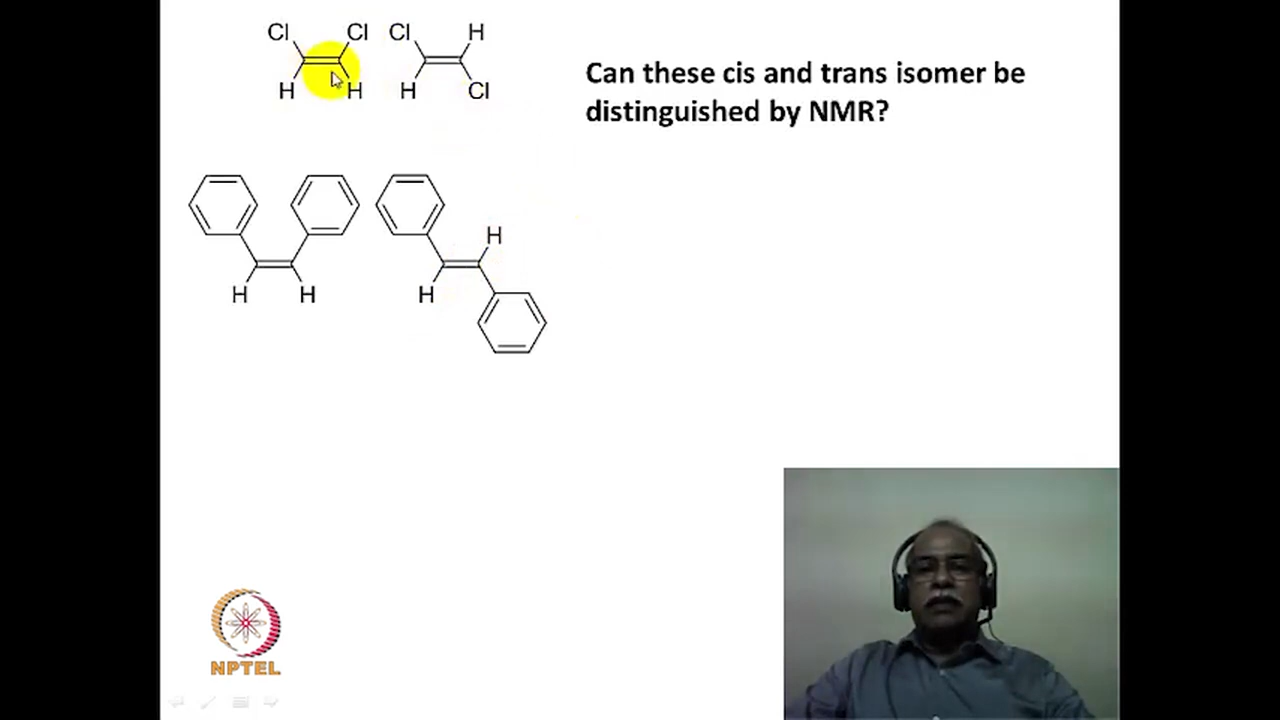 Cl Cl Cl H
H H H Cl
Can these cis and trans isomer be
distinguished by NMR?
H
H H H
NPTEL